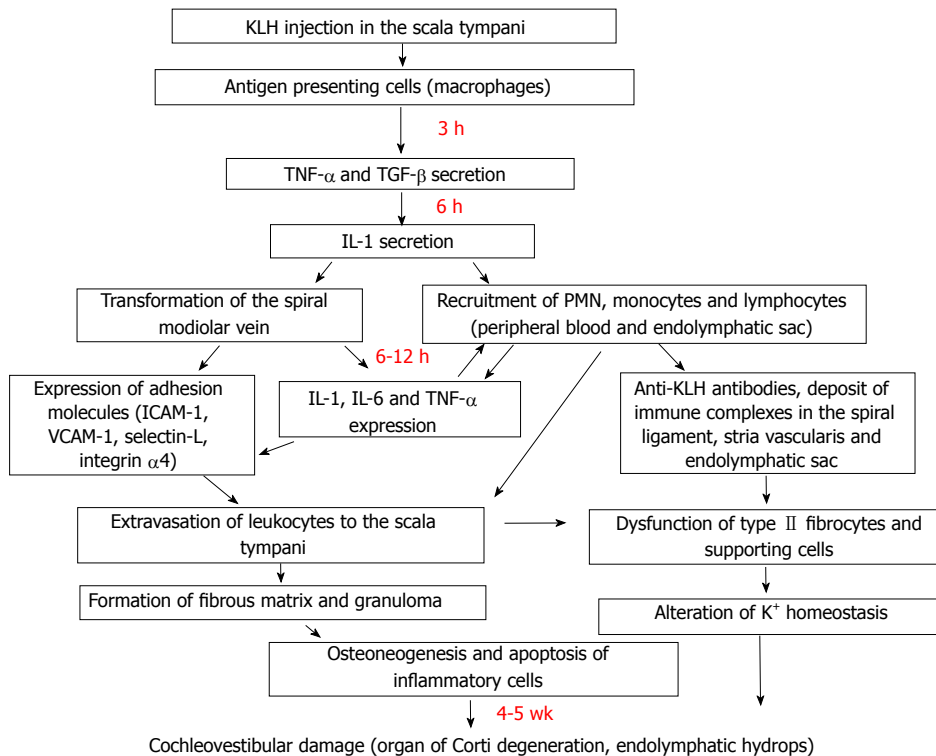 KLH injection in the scala tympani
Antigen presenting cells (macrophages)
3 h
TNF-α and TGF-β secretion
6 h
IL-1 secretion
Transformation of the spiral
modiolar vein
Recruitment of PMN, monocytes and lymphocytes
(peripheral blood and endolymphatic sac)
6-12 h
Expression of adhesion
molecules (ICAM-1,
VCAM-1, selectin-L,
integrin α4)
IL-1, IL-6 and TNF-α
expression
Anti-KLH antibodies, deposit of
immune complexes in the spiral
ligament, stria vascularis and
endolymphatic sac
Extravasation of leukocytes to the scala
tympani
Dysfunction of type Ⅱ fibrocytes and
supporting cells
Formation of fibrous matrix and granuloma
Alteration of K⁺ homeostasis
Osteoneogenesis and apoptosis of
inflammatory cells
4-5 wk
Cochleovestibular damage (organ of Corti degeneration, endolymphatic hydrops)